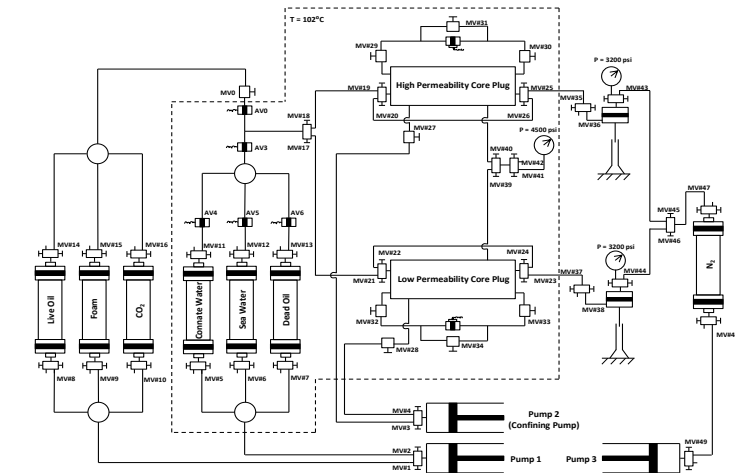 MV#31
T = 102°C
MV#29
MV#30
P = 3200 psi
MV#43
MV0
AV0
MV#19
High Permeability Core Plug
MV#25
MV#35
MV#18
MV#20
MV#26
MV#36
MV#17
MV#27
P = 4500 psi
AV3
MV#40
MV#42
MV#41
MV#39
MV#47
AV4
AV5
AV6
MV#45
MV#46
MV#14
MV#15
MV#16
MV#11
MV#12
MV#13
MV#22
MV#24
P = 3200 psi
MV#21
Low Permeability Core Plug
MV#23
MV#37
MV#44
N2
Live Oil
Foam
CO2
Connate Water
Sea Water
Dead Oil
MV#32
MV#33
MV#38
MV#28
MV#34
MV#4
MV#8
MV#9
MV#10
MV#5
MV#6
MV#7
MV#4
MV#3
Pump 2
(Confining Pump)
MV#2
MV#1
Pump 1
Pump 3
MV#49